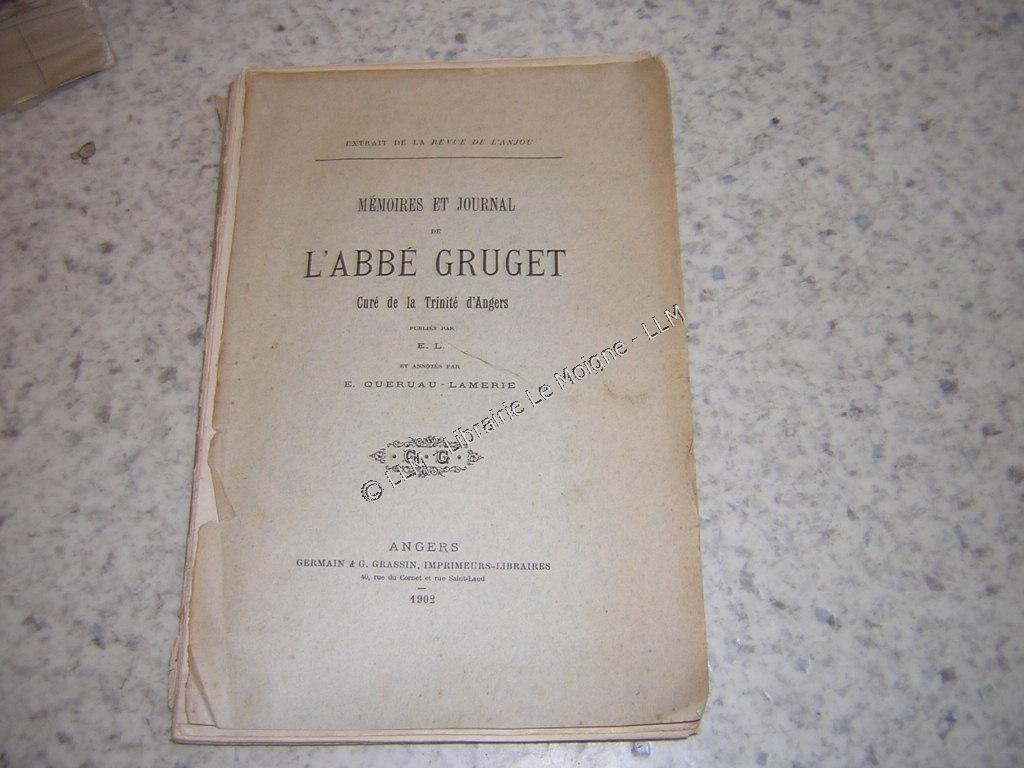 EXTRAIT DE LA REVUE DE L'ANJOU
MÉMOIRES ET JOURNAL
DE
L'ABBÉ GRUGET
Curé de la Trinité d'Angers
PUBLIÉS PAR
E. L.
ET ANNOTÉS PAR
E. QUERUAU-LAMERIE
G. G.
ANGERS
GERMAIN & G. GRASSIN, IMPRIMEURS-LIBRAIRES
40, rue du Cornet et rue Saint-Laud
1902
© LLM - Librairie Le Moigne - LLM